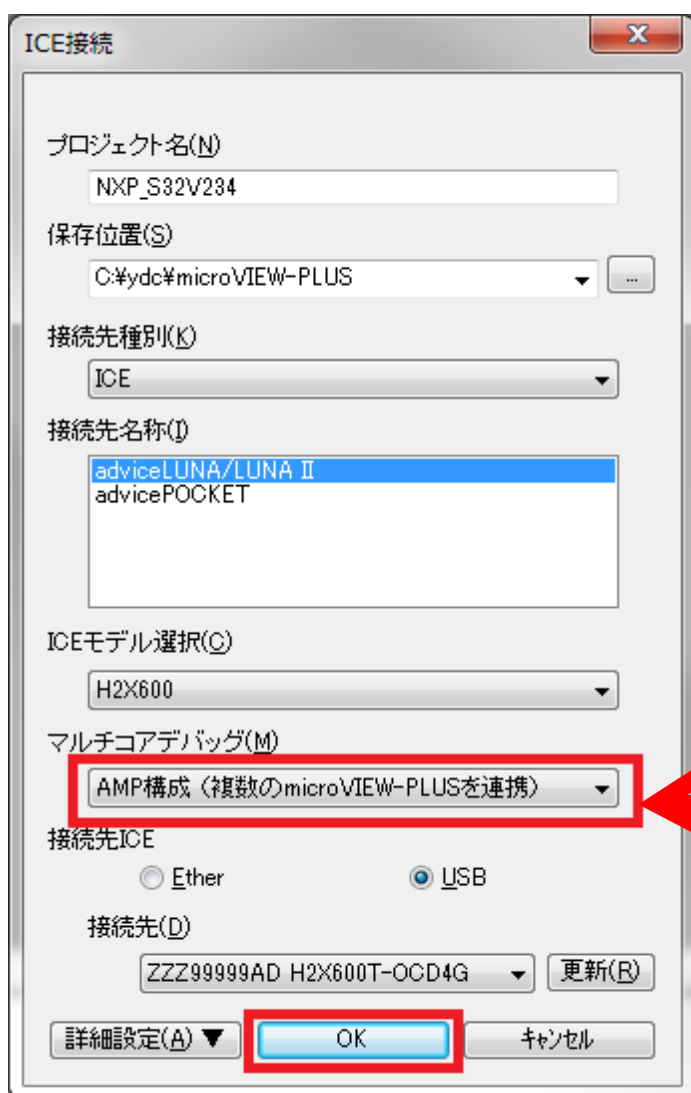 ICE接続
プロジェクト名(N)
NXP_S32V234
保存位置(S)
C:¥ydc¥microVIEW-PLUS
...
接続先種別(K)
ICE
接続先名称(I)
adviceLUNA/LUNA Ⅱ
advicePOCKET
ICEモデル選択(C)
H2X600
マルチコアデバッグ(M)
AMP構成（複数のmicroVIEW-PLUSを連携）
接続先ICE
Ether USB
接続先(D)
ZZZ99999AD H2X600T-OCD4G 更新(R)
詳細設定(A)▼ OK キャンセル